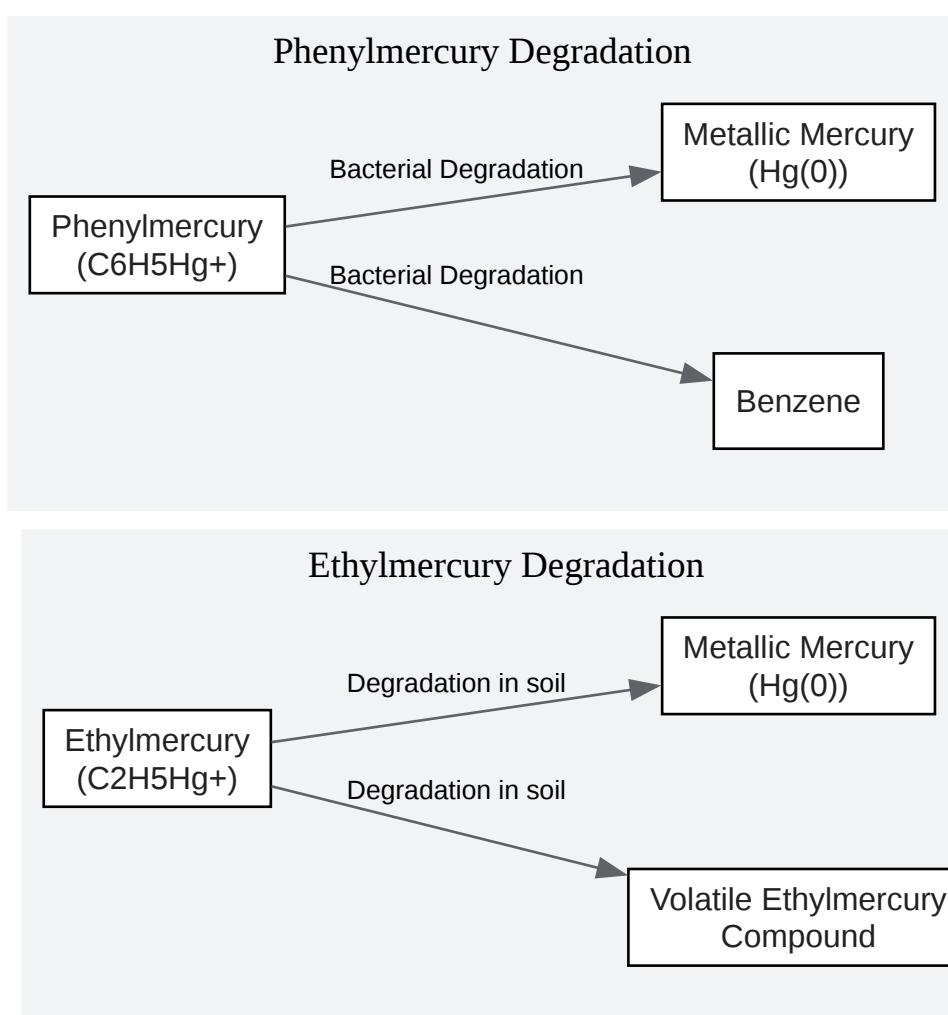 Phenylmercury Degradation
Metallic Mercury
(Hg(0))
Bacterial Degradation
Phenylmercury
(C6H5Hg+)
Bacterial Degradation
Benzene
Ethylmercury Degradation
Metallic Mercury
(Hg(0))
Degradation in soil
Ethylmercury
(C2H5Hg+)
Degradation in soil
Volatile Ethylmercury
Compound